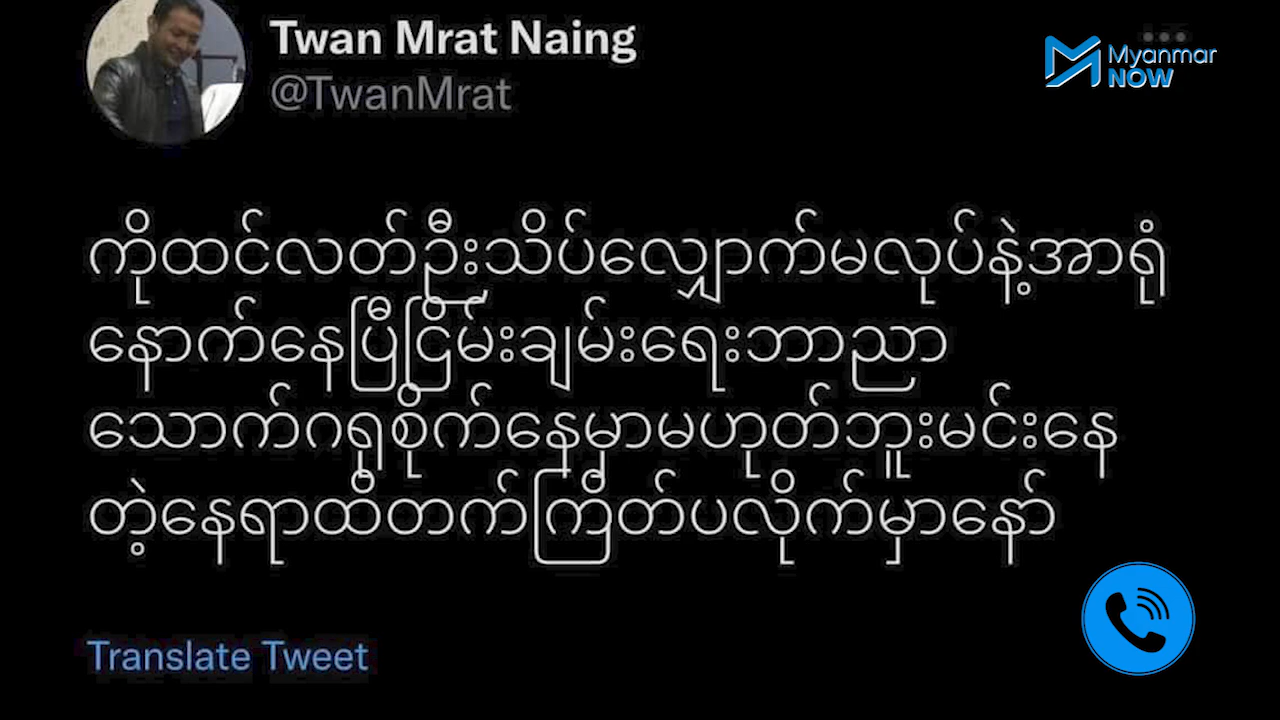 Twan Mrat Naing
@TwanMrat
Myanmar
NOW
ကိုထင်လတ်ဦးသိပ်လျှောက်မလုပ်နဲ့အာရုံ
နောက်နေပြီငြိမ်းချမ်းရေးဘာညာ
သောက်ဂရုစိုက်နေမှာမဟုတ်ဘူးမင်းနေ
တဲ့နေရာထိတက်ကြိတ်ပလိုက်မှာနော်
Translate Tweet